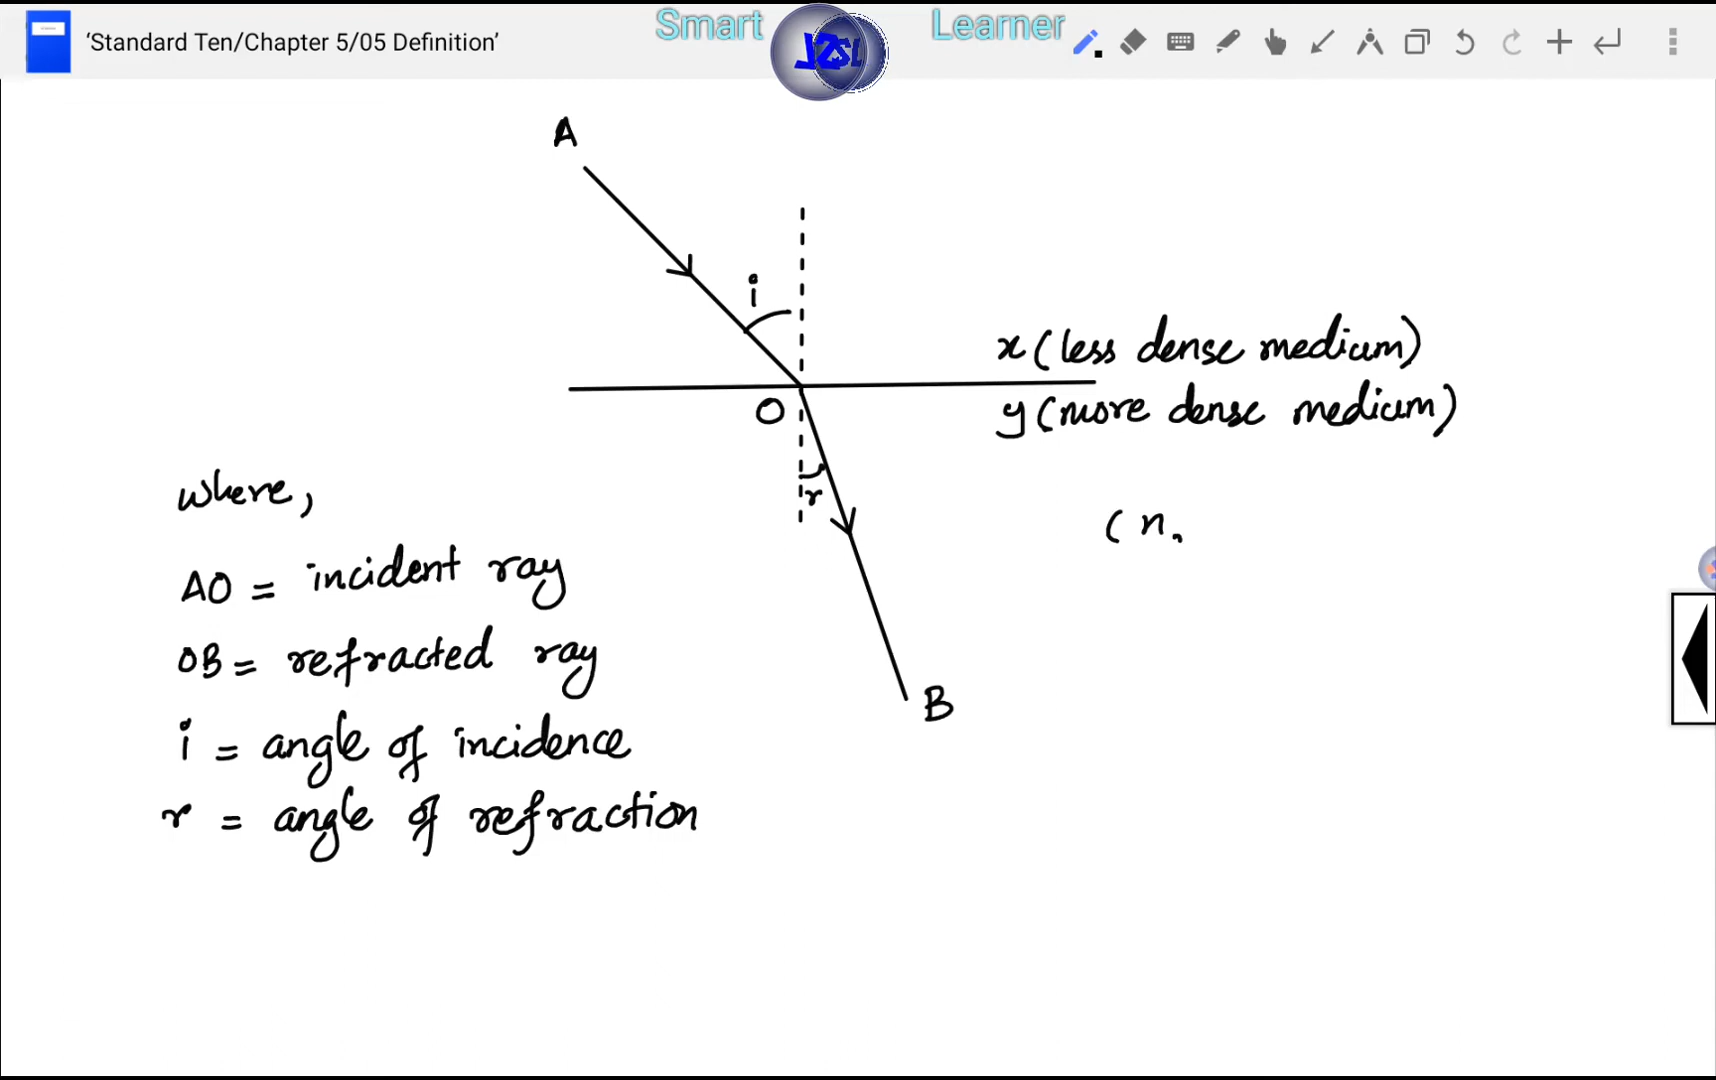 'Standard Ten/Chapter 5/05 Definition'
Smart Learner
A
i
x (less dense medium)
O
y (more dense medium)
r
where,
( n
AO = incident ray
OB = refracted ray
B
i = angle of incidence
r = angle of refraction